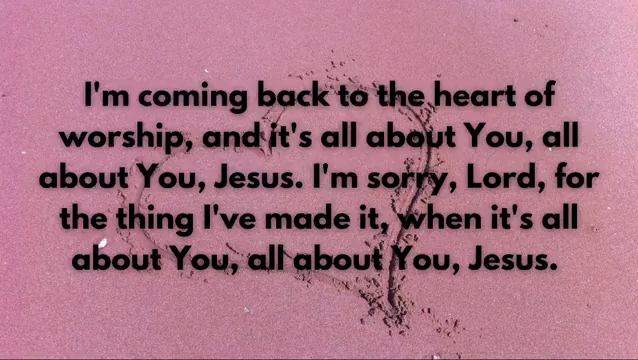 I'm coming back to the heart of
worship, and it's all about You, all
about You, Jesus. I'm sorry, Lord, for
the thing I've made it, when it's all
about You, all about You, Jesus.